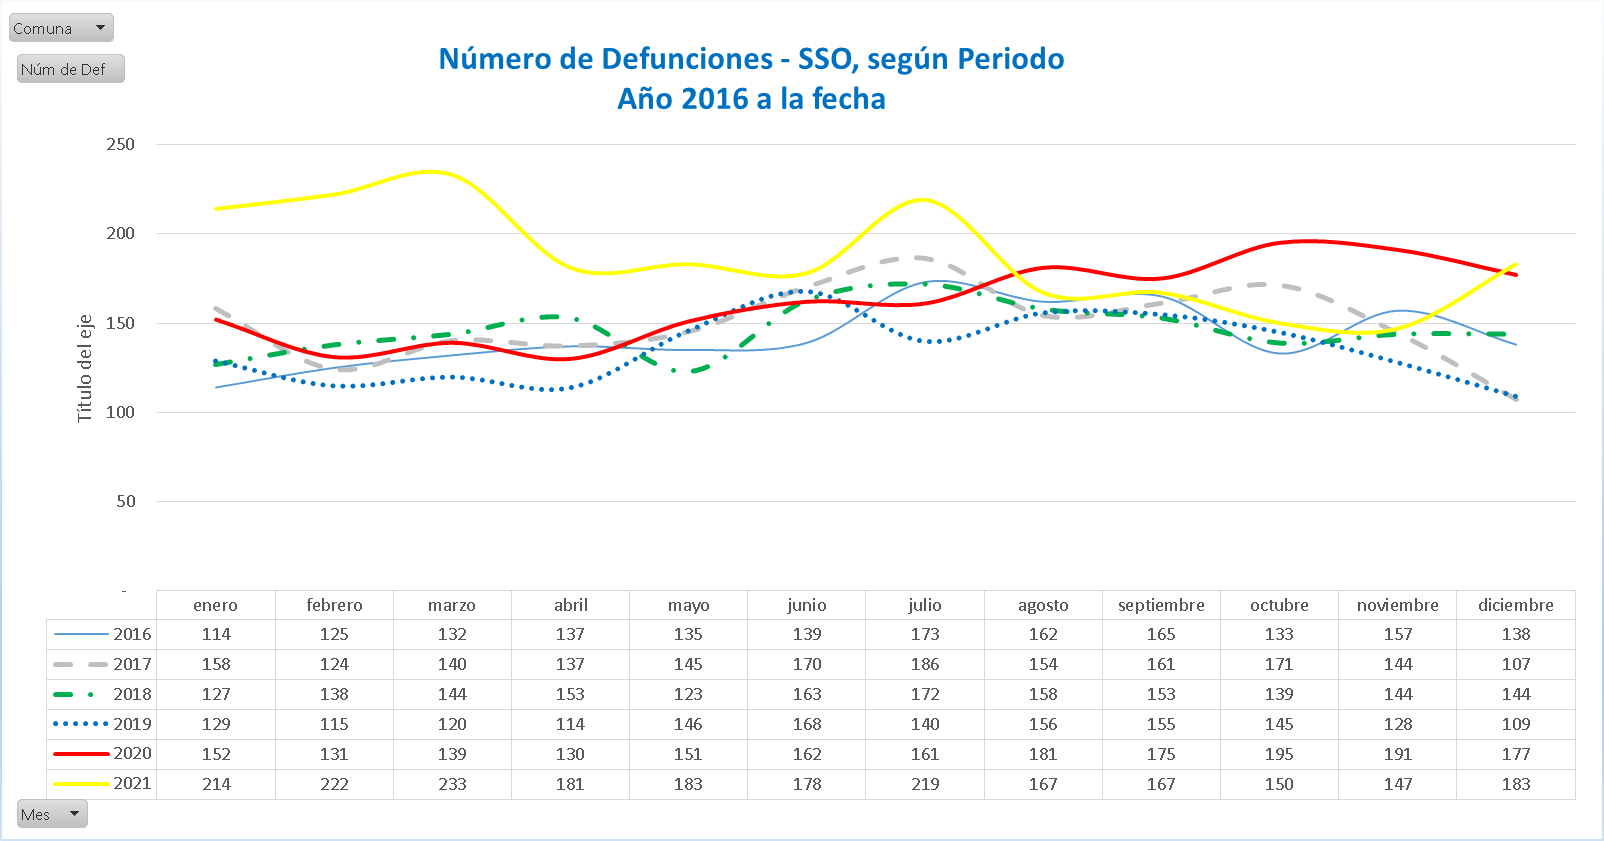 Comuna
Núm de Def
Número de Defunciones - SSO, según Periodo
Año 2016 a la fecha
Título del eje
250
200
150
100
50
-
enero febrero marzo abril mayo junio julio agosto septiembre octubre noviembre diciembre
2016 114 125 132 137 135 139 173 162 165 133 157 138
2017 158 124 140 137 145 170 186 154 161 171 144 107
2018 127 138 144 153 123 163 172 158 153 139 144 144
2019 129 115 120 114 146 168 140 156 155 145 128 109
2020 152 131 139 130 151 162 161 181 175 195 191 177
2021 214 222 233 181 183 178 219 167 167 150 147 183
Mes